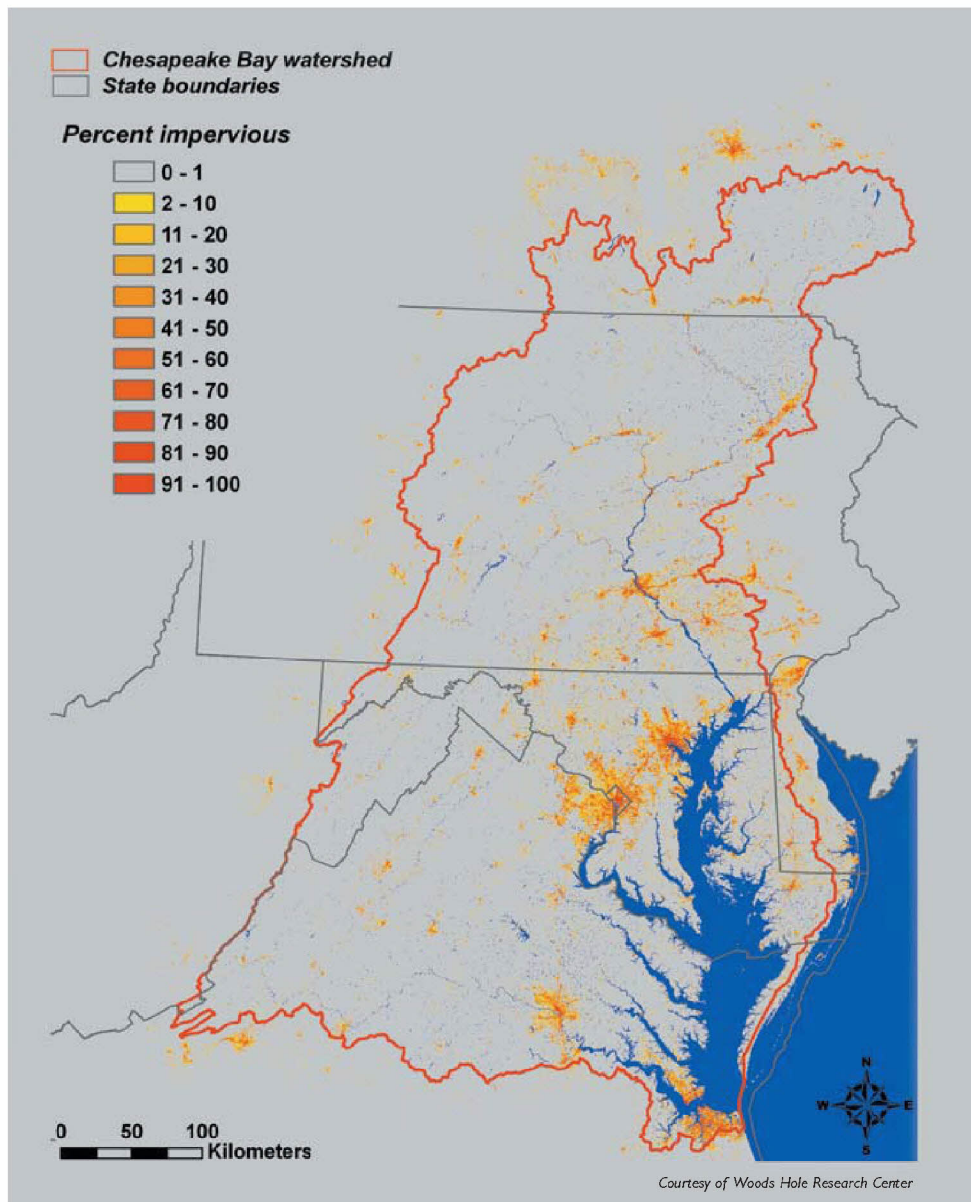 Chesapeake Bay watershed
State boundaries
Percent impervious
0 - 1
2 - 10
11 - 20
21 - 30
31 - 40
41 - 50
51 - 60
61 - 70
71 - 80
81 - 90
91 - 100
N
W E
S
0 50 100
Kilometers
Courtesy of Woods Hole Research Center